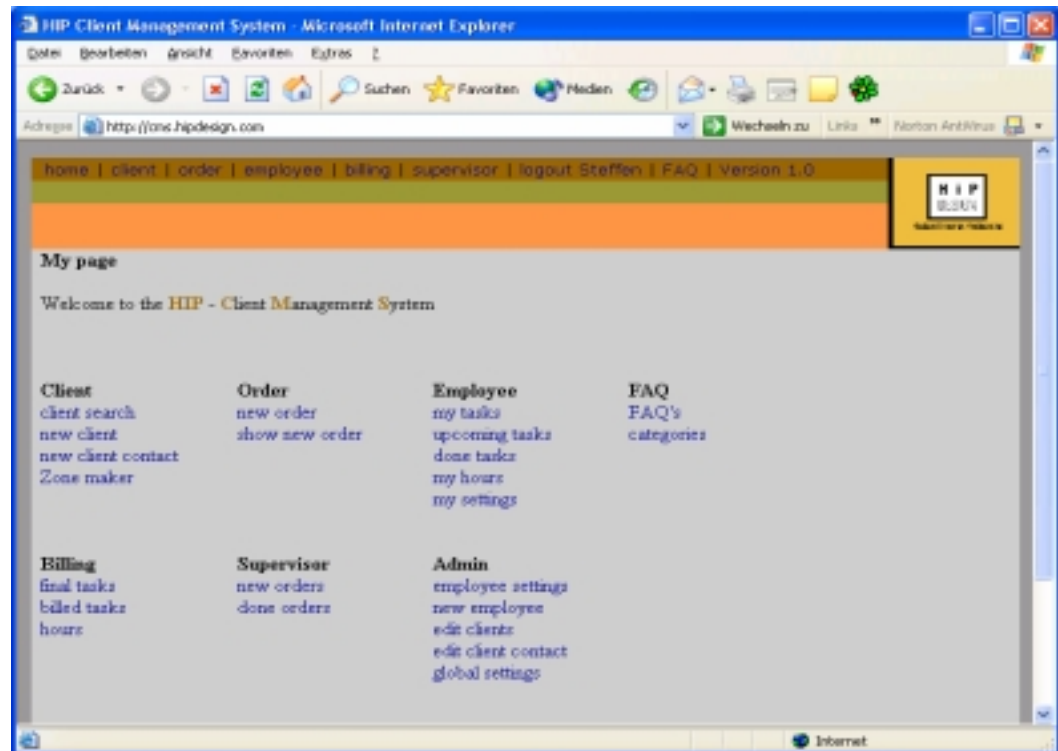 HIP Client Management System - Microsoft Internet Explorer
Datei Bearbeiten Ansicht Favoriten Extras ?
Zurück Suchen Favoriten Medien
Adresse http://cms.hipdesign.com Wechseln zu Links Norton AntiVirus
home | client | order | employee | billing | supervisor | logout Steffen | FAQ | Version 1.0
HiP
My page
Welcome to the HIP - Client Management System
Client Order Employee FAQ
client search new order my tasks FAQ's
new client show new order upcoming tasks categories
new client contact done tasks
Zone maker my hours
my settings
Billing Supervisor Admin
final tasks new orders employee settings
billed tasks done orders new employee
hours edit clients
edit client contact
global settings
Internet